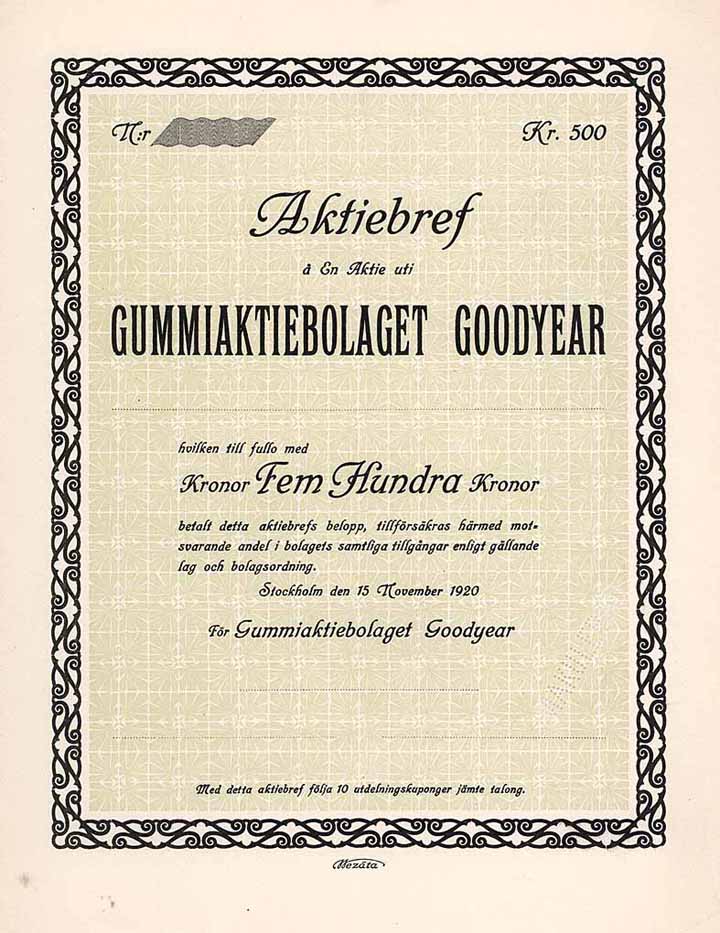 N:r
Kr. 500
Aktiebref
å En Aktie uti
GUMMIAKTIEBOLAGET GOODYEAR
hvilken till fullo med
Kronor Fem Hundra Kronor
betalt detta aktiebrefs belopp, tillförsäkras härmed mot-
svarande andel i bolagets samtliga tillgångar enligt gällande
lag och bolagsordning.
Stockholm den 15 November 1920
För Gummiaktiebolaget Goodyear
Med detta aktiebref följa 10 utdelningskuponger jämte talong.
Mezäta